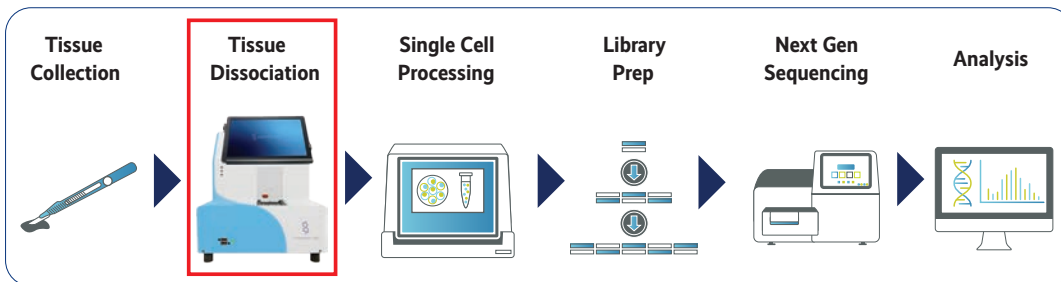 Tissue
Collection
Tissue
Dissociation
Single Cell
Processing
Library
Prep
Next Gen
Sequencing
Analysis